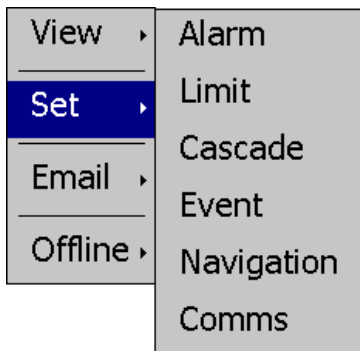 View
Set
Email
Offline
Alarm
Limit
Cascade
Event
Navigation
Comms